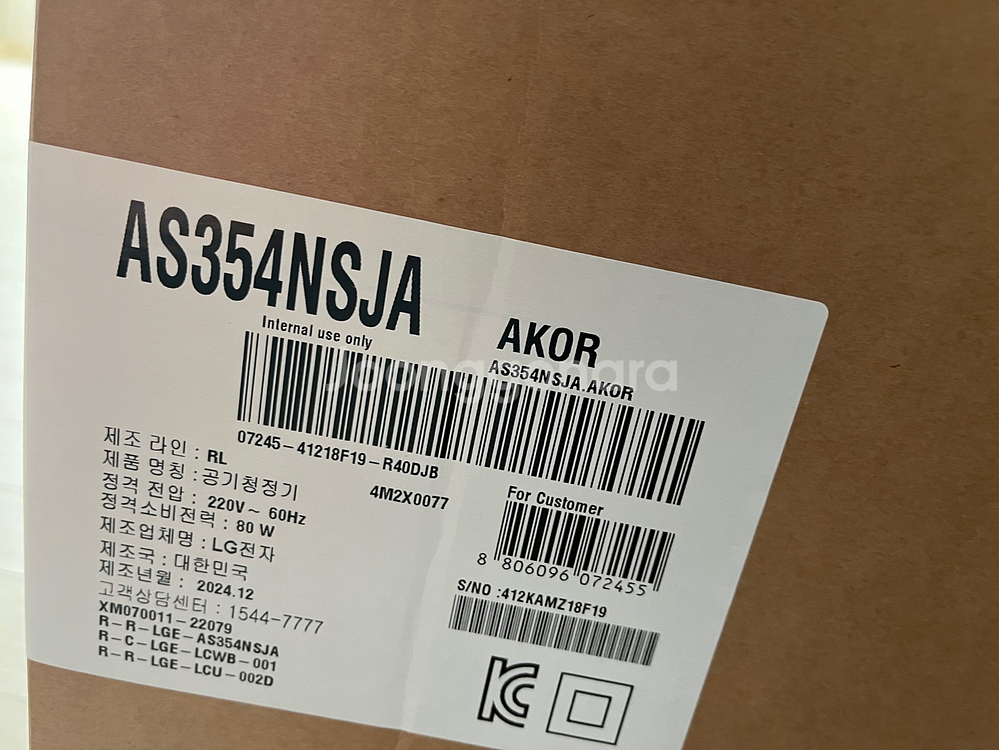 AS354NSJA
AKOR
Internal use only
AS354NSJA.AKOR
Joonggonara
07245-41218F19-R40DJB
4M2X0077
제조 라인 : RL
제품 명칭 : 공기청정기
정격 전압 : 220V~ 60Hz
정격소비전력 : 80 W
제조업체명 : LG전자
제조국 : 대한민국
제조년월 : 2024.12
고객상담센터 : 1544-7777
XM070011-22079
R-R-LGE-AS354NSJA
R-C-LGE-LCWB-001
R-R-LGE-LCU-002D
For Customer
8 806096 072455
S/NO :412KAMZ18F19